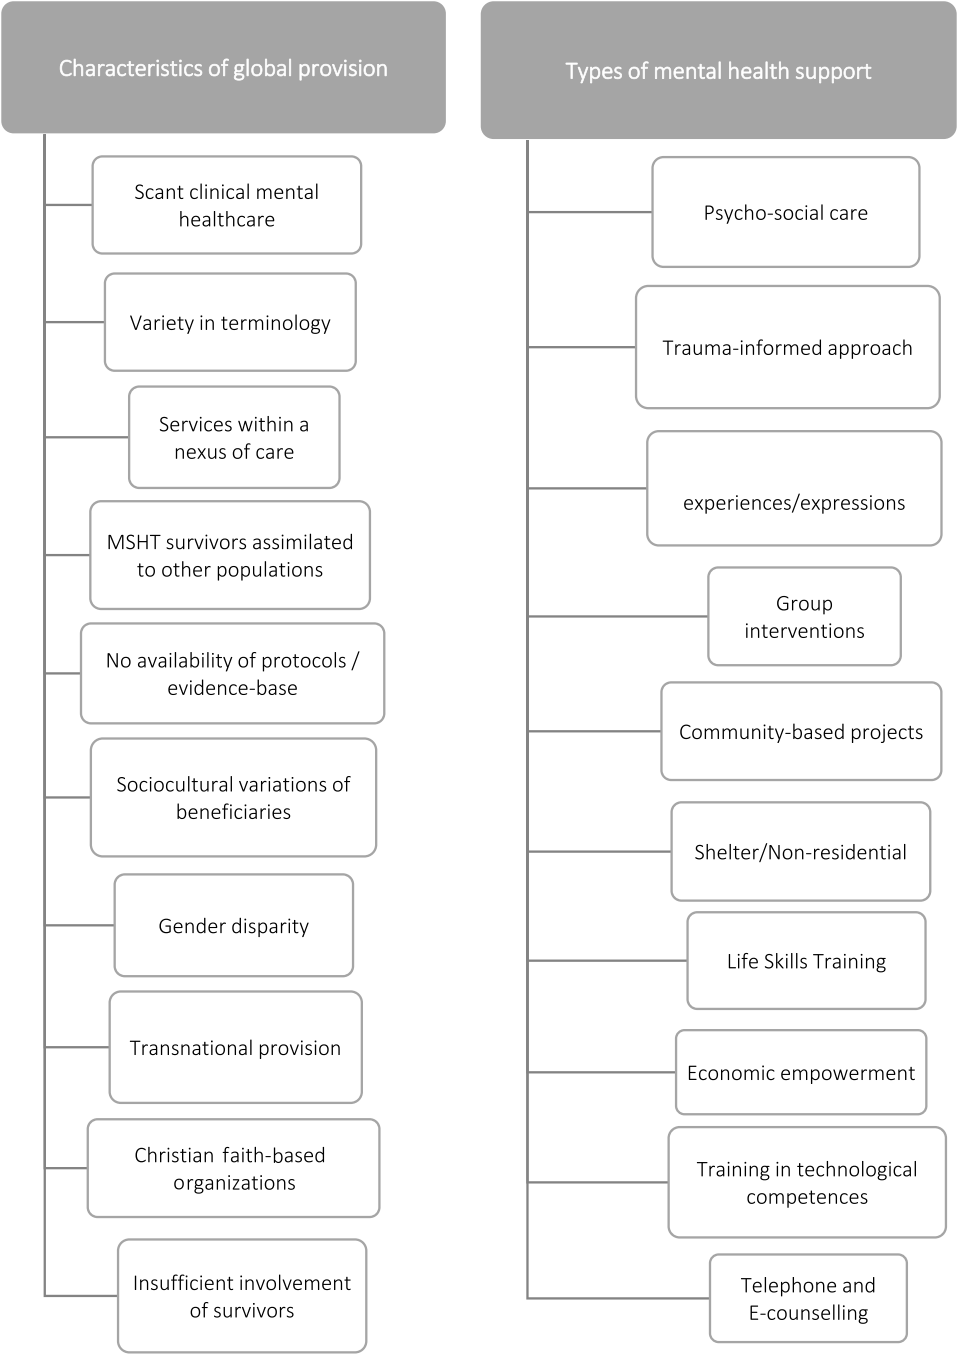 Characteristics of global provision
Scant clinical mental
healthcare
Variety in terminology
Services within a
nexus of care
MSHT survivors assimilated
to other populations
No availability of protocols /
evidence-base
Sociocultural variations of
beneficiaries
Gender disparity
Transnational provision
Christian faith-based
organizations
Insufficient involvement
of survivors
Types of mental health support
Psycho-social care
Trauma-informed approach
experiences/expressions
Group
interventions
Community-based projects
Shelter/Non-residential
Life Skills Training
Economic empowerment
Training in technological
competences
Telephone and
E-counselling